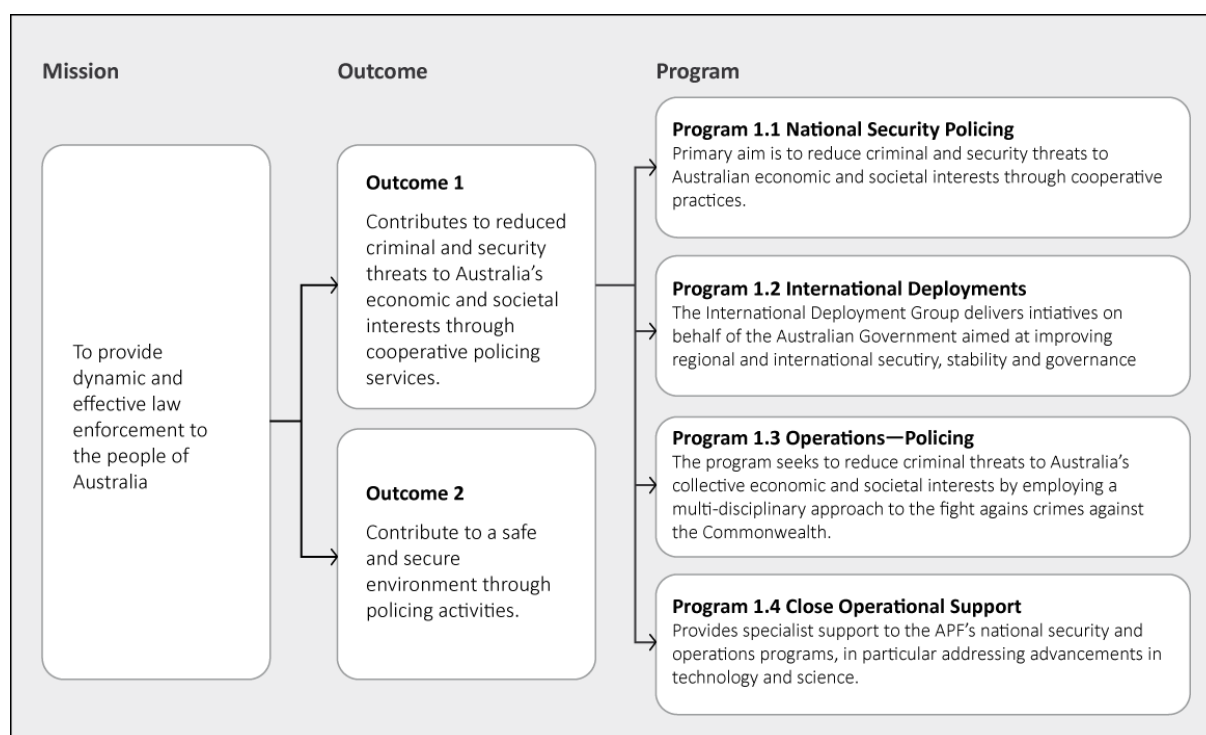 Mission
Outcome
Program
To provide
dynamic and
effective law
enforcement to
the people of
Australia
Outcome 1
Contributes to reduced
criminal and security
threats to Australia’s
economic and societal
interests through
cooperative policing
services.
Outcome 2
Contribute to a safe
and secure
environment through
policing activities.
Program 1.1 National Security Policing
Primary aim is to reduce criminal and security threats to
Australian economic and societal interests through cooperative
practices.
Program 1.2 International Deployments
The International Deployment Group delivers intiatives on
behalf of the Australian Government aimed at improving
regional and international secutiry, stability and governance
Program 1.3 Operations—Policing
The program seeks to reduce criminal threats to Australia’s
collective economic and societal interests by employing a
multi-disciplinary approach to the fight agains crimes against
the Commonwealth.
Program 1.4 Close Operational Support
Provides specialist support to the APF’s national security and
operations programs, in particular addressing advancements in
technology and science.